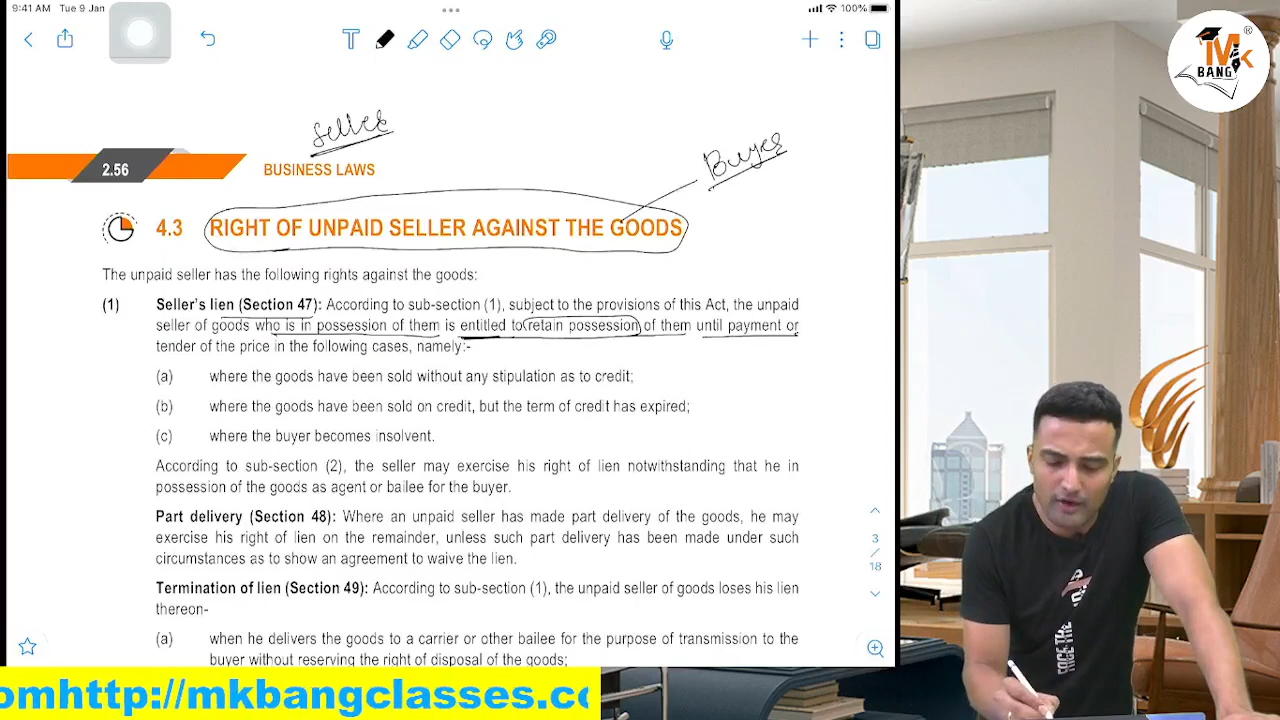 9:41 AM Tue 9 Jan
100%
MK
BANG
®
Seller
Buyer
2.56
BUSINESS LAWS
4.3 RIGHT OF UNPAID SELLER AGAINST THE GOODS
The unpaid seller has the following rights against the goods:
(1) Seller's lien (Section 47): According to sub-section (1), subject to the provisions of this Act, the unpaid
seller of goods who is in possession of them is entitled to retain possession of them until payment or
tender of the price in the following cases, namely:-
(a) where the goods have been sold without any stipulation as to credit;
(b) where the goods have been sold on credit, but the term of credit has expired;
(c) where the buyer becomes insolvent.
According to sub-section (2), the seller may exercise his right of lien notwithstanding that he in
possession of the goods as agent or bailee for the buyer.
Part delivery (Section 48): Where an unpaid seller has made part delivery of the goods, he may
exercise his right of lien on the remainder, unless such part delivery has been made under such
circumstances as to show an agreement to waive the lien.
Termination of lien (Section 49): According to sub-section (1), the unpaid seller of goods loses his lien
thereon-
(a) when he delivers the goods to a carrier or other bailee for the purpose of transmission to the
buyer without reserving the right of disposal of the goods;
3
/
18
omhttp://mkbangclasses.co